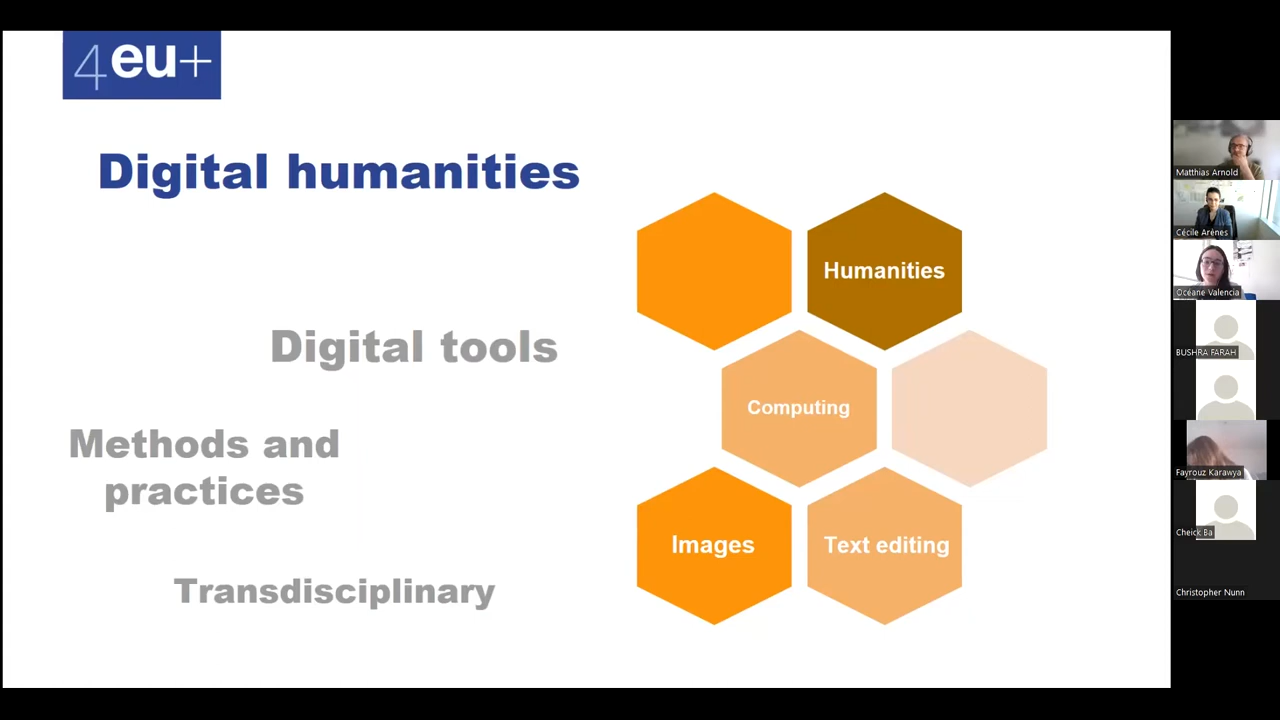 4eu+
Digital humanities
Digital tools
Methods and
practices
Transdisciplinary
Humanities
Computing
Images
Text editing
Matthias Arnold
Cécile Arènes
Océane Valencia
BUSHRA FARAH
Fayrouz Karawya
Cheick Ba
Christopher Nunn